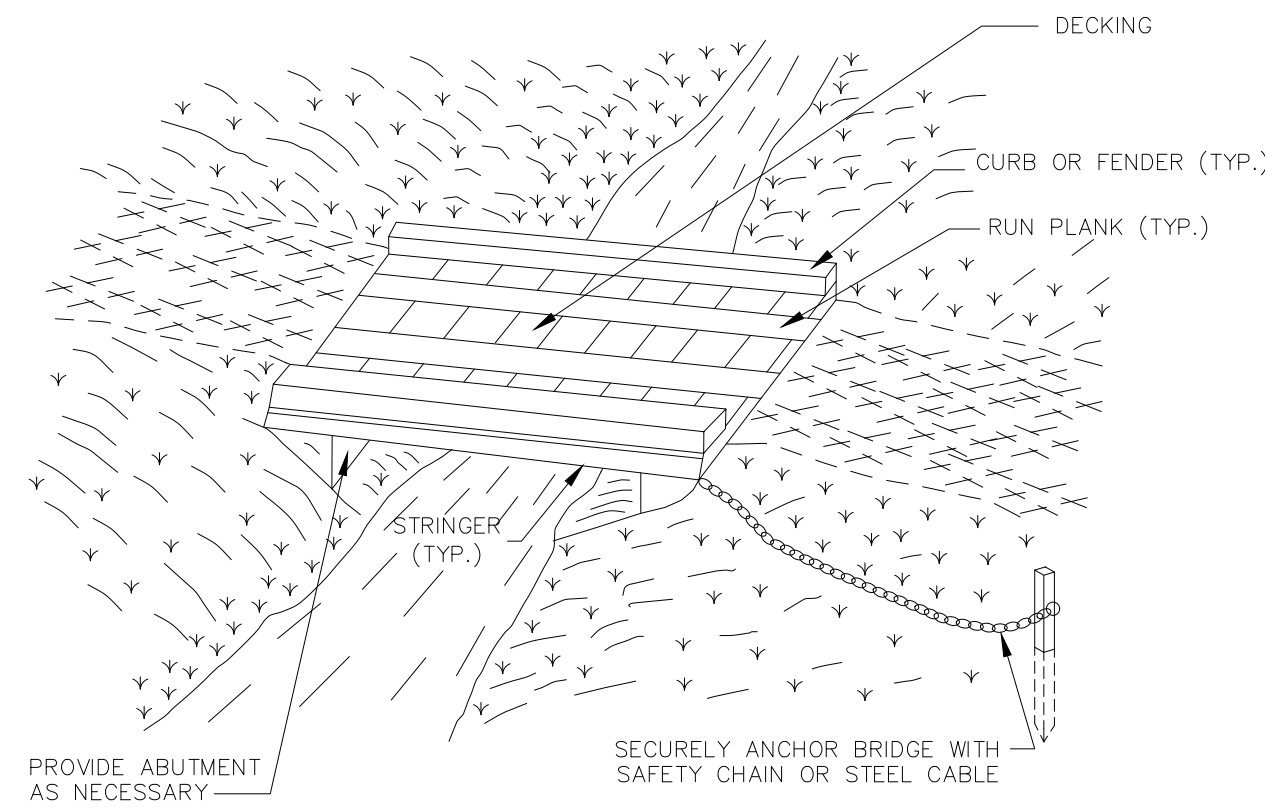 DECKING
CURB OR FENDER (TYP.)
RUN PLANK (TYP.)
STRINGER
(TYP.)
SECURELY ANCHOR BRIDGE WITH
SAFETY CHAIN OR STEEL CABLE
PROVIDE ABUTMENT
AS NECESSARY